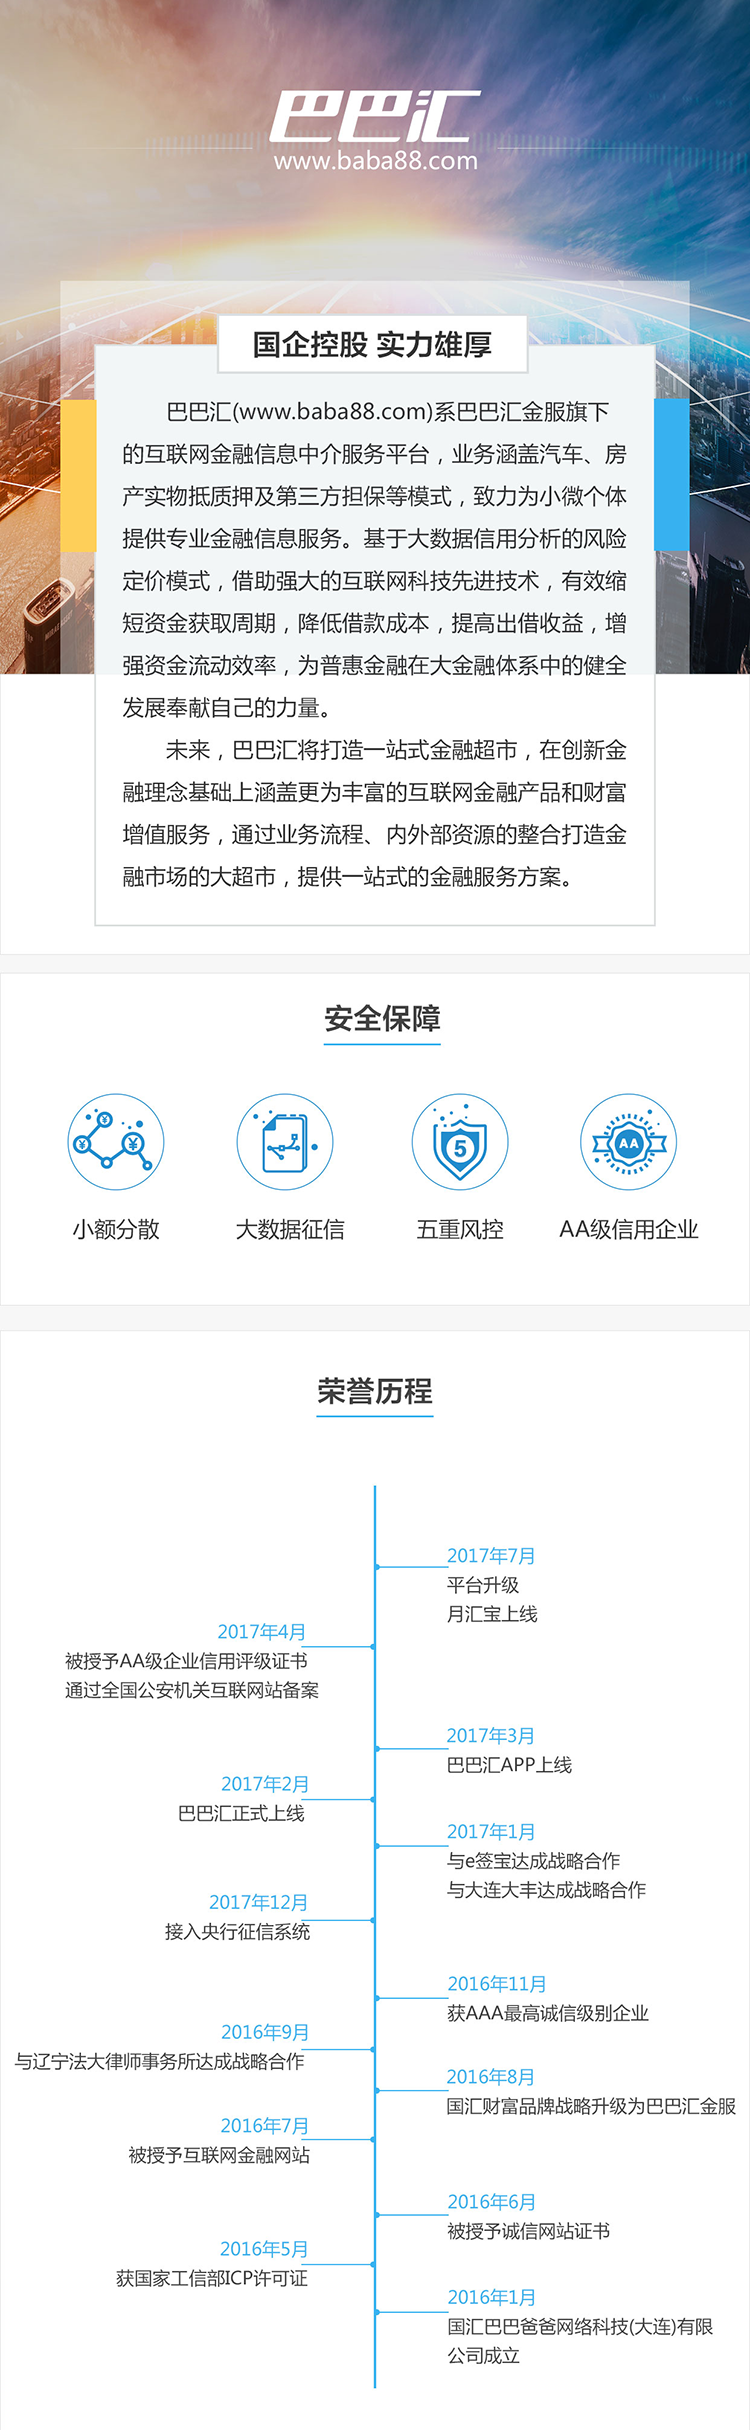 巴巴汇
www.baba88.com
国企控股 实力雄厚
巴巴汇(www.baba88.com)系巴巴汇金服旗下
的互联网金融信息中介服务平台，业务涵盖汽车、房
产实物抵质押及第三方担保等模式，致力为小微个体
提供专业金融信息服务。基于大数据信用分析的风险
定价模式，借助强大的互联网科技先进技术，有效缩
短资金获取周期，降低借款成本，提高出借收益，增
强资金流动效率，为普惠金融在大金融体系中的健全
发展奉献自己的力量。
未来，巴巴汇将打造一站式金融超市，在创新金
融理念基础上涵盖更为丰富的互联网金融产品和财富
增值服务，通过业务流程、内外部资源的整合打造金
融市场的大超市，提供一站式的金融服务方案。
安全保障
¥ ¥ ¥
5
AA
小额分散
大数据征信
五重风控
AA级信用企业
荣誉历程
2017年7月
平台升级
月汇宝上线
2017年4月
被授予AA级企业信用评级证书
通过全国公安机关互联网站备案
2017年3月
巴巴汇APP上线
2017年2月
巴巴汇正式上线
2017年1月
与e签宝达成战略合作
与大连大丰达成战略合作
2017年12月
接入央行征信系统
2016年11月
获AAA最高诚信级别企业
2016年9月
与辽宁法大律师事务所达成战略合作
2016年8月
国汇财富品牌战略升级为巴巴汇金服
2016年7月
被授予互联网金融网站
2016年6月
被授予诚信网站证书
2016年5月
获国家工信部ICP许可证
2016年1月
国汇巴巴爸爸网络科技(大连)有限
公司成立